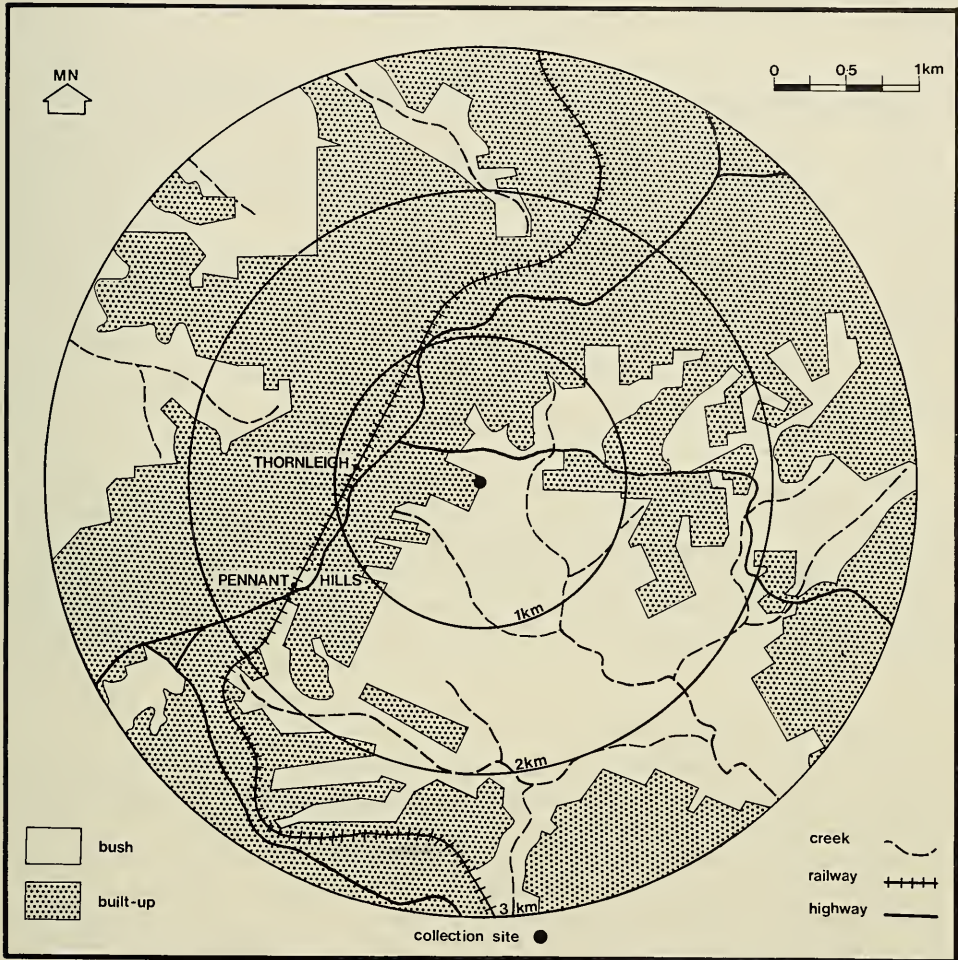 MN
0 0·5 1km
THORNLEIGH
PENNANT HILLS
1km
2km
3 km
bush
built-up
creek
railway
highway
collection site